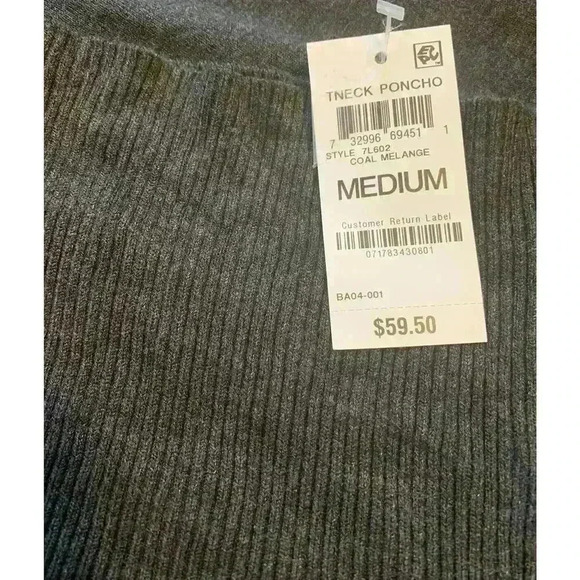 TNECK PONCHO
7 32996 69451 1
STYLE 7L602
COAL MELANGE
MEDIUM
Customer Return Label
071783430801
BA04-001
$59.50